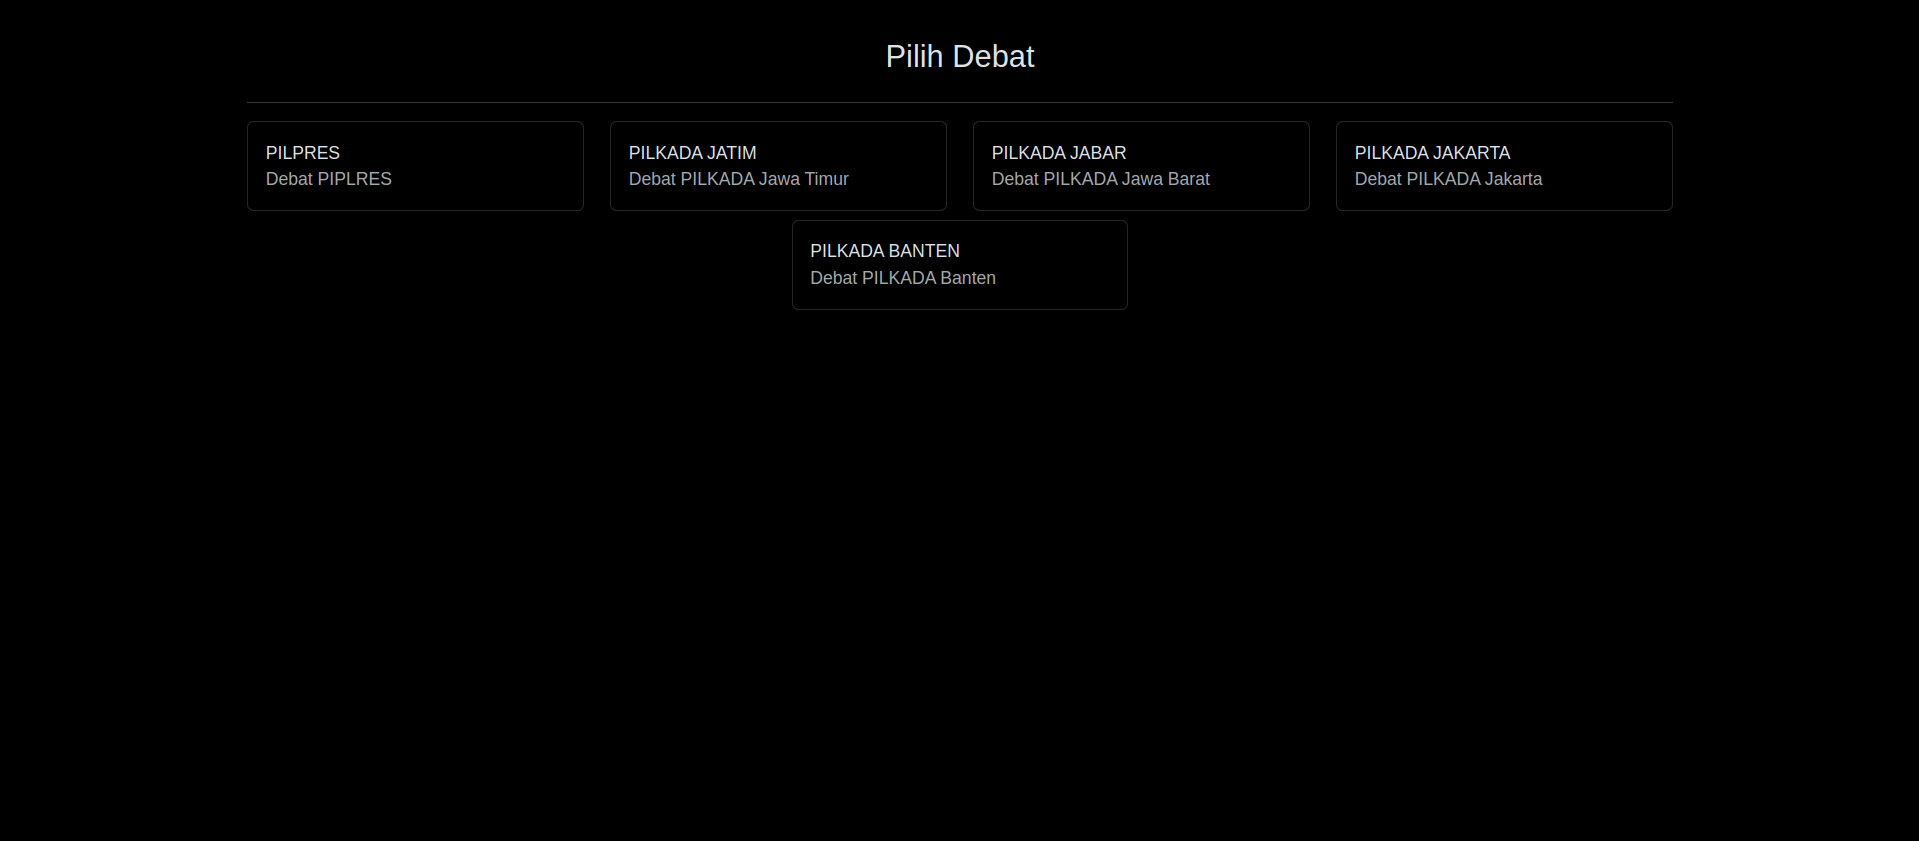 Pilih Debat
PILPRES
Debat PIPLRES
PILKADA JATIM
Debat PILKADA Jawa Timur
PILKADA JABAR
Debat PILKADA Jawa Barat
PILKADA JAKARTA
Debat PILKADA Jakarta
PILKADA BANTEN
Debat PILKADA Banten